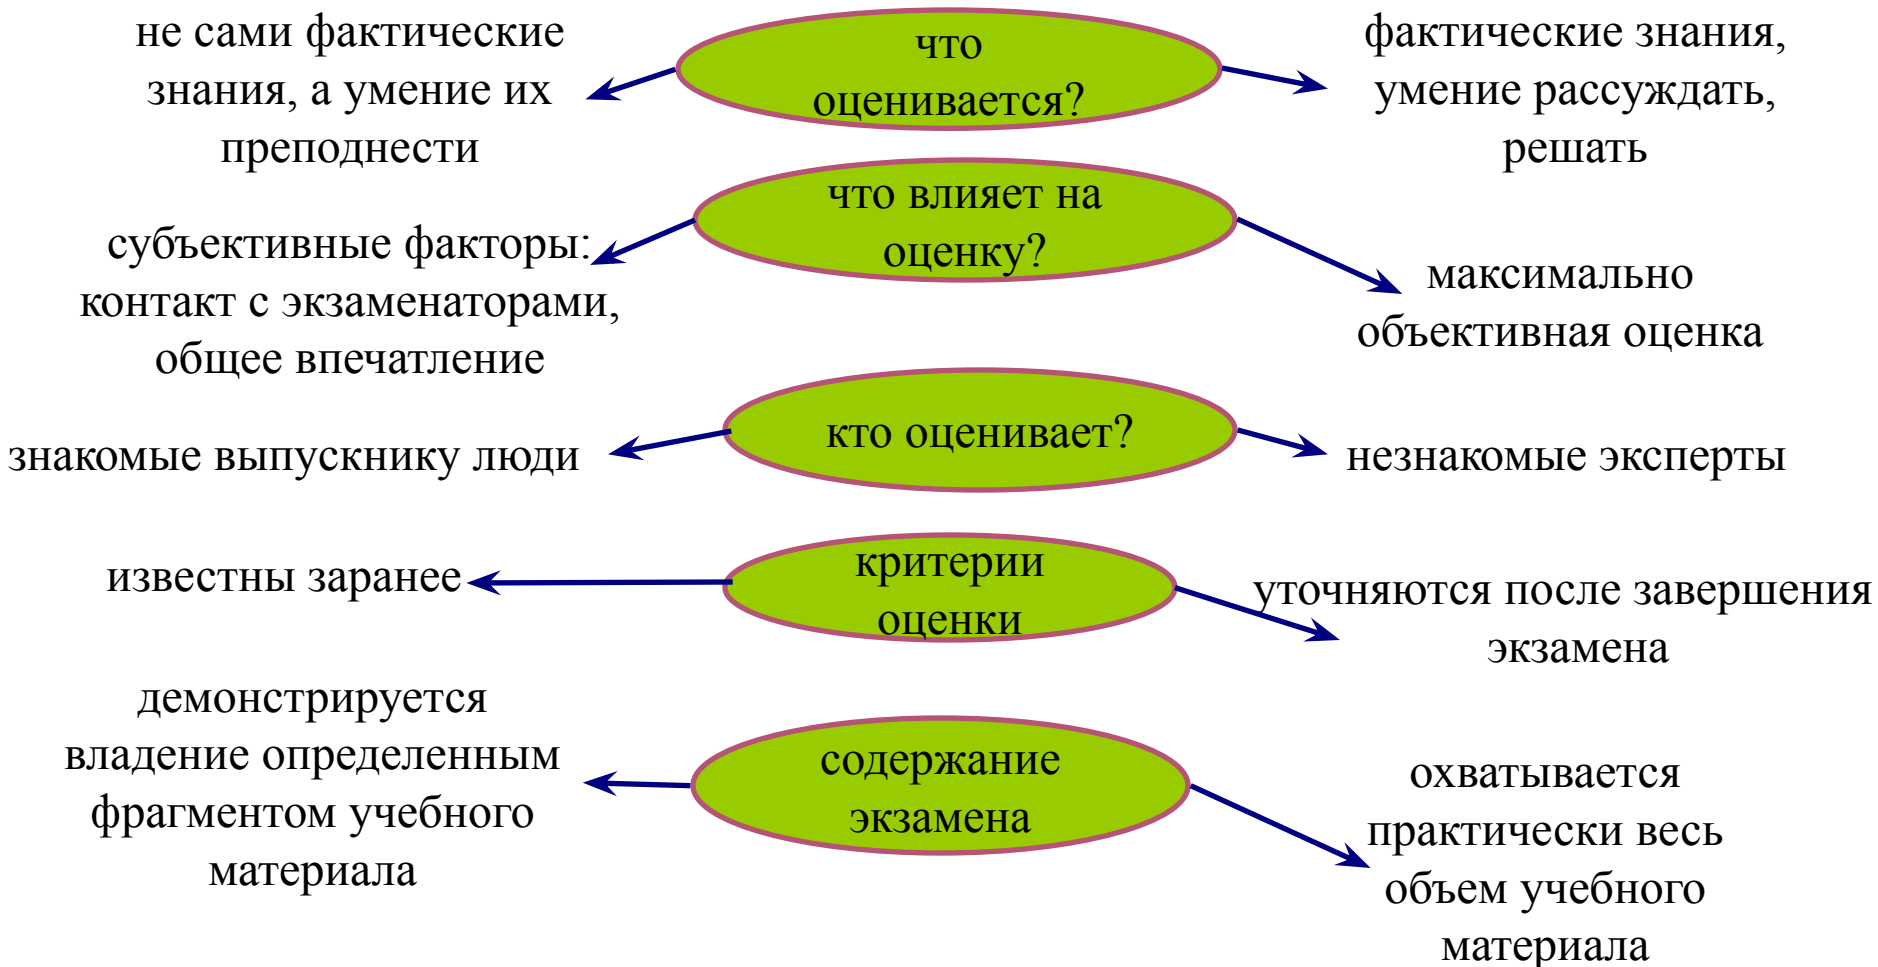 не сами фактические
знания, а умение их
преподнести
что
оценивается?
фактические знания,
умение рассуждать,
решать
субъективные факторы:
контакт с экзаменаторами,
общее впечатление
что влияет на
оценку?
максимально
объективная оценка
знакомые выпускнику люди
кто оценивает?
незнакомые эксперты
известны заранее
критерии
оценки
уточняются после завершения
экзамена
демонстрируется
владение определенным
фрагментом учебного
материала
содержание
экзамена
охватывается
практически весь
объем учебного
материала